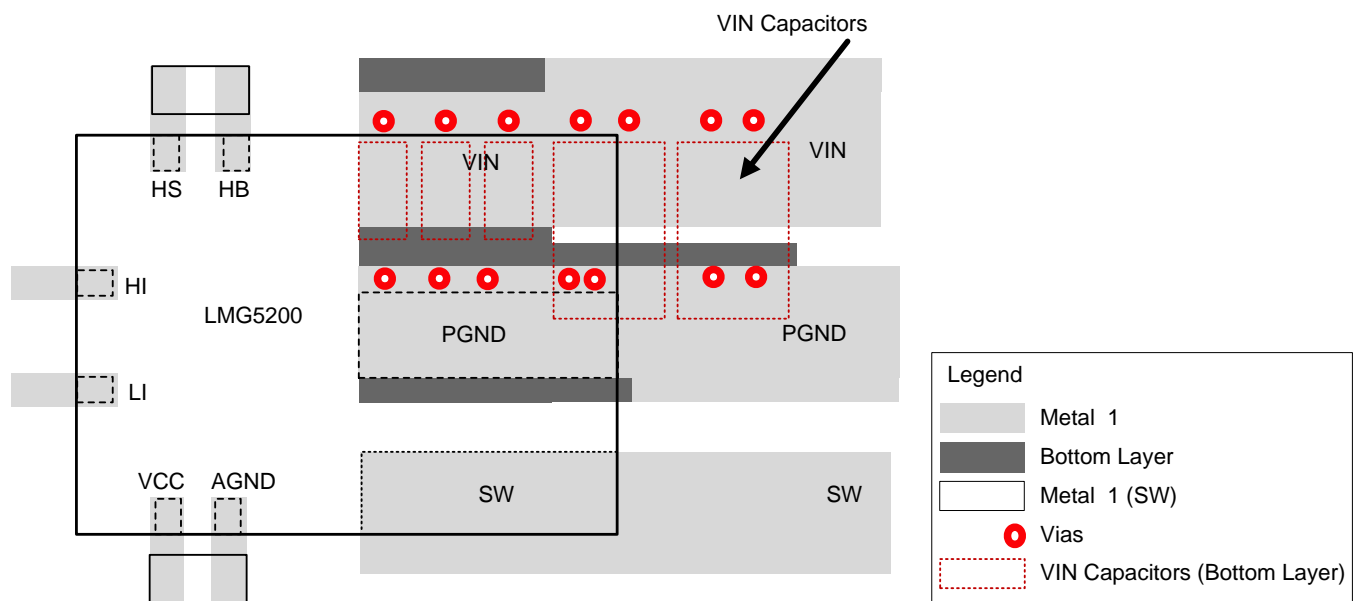 VIN Capacitors
VIN
VIN
HS
HB
HI
LMG5200
PGND
PGND
LI
VCC
AGND
SW
SW
Legend
Metal 1
Bottom Layer
Metal 1 (SW)
Vias
VIN Capacitors (Bottom Layer)